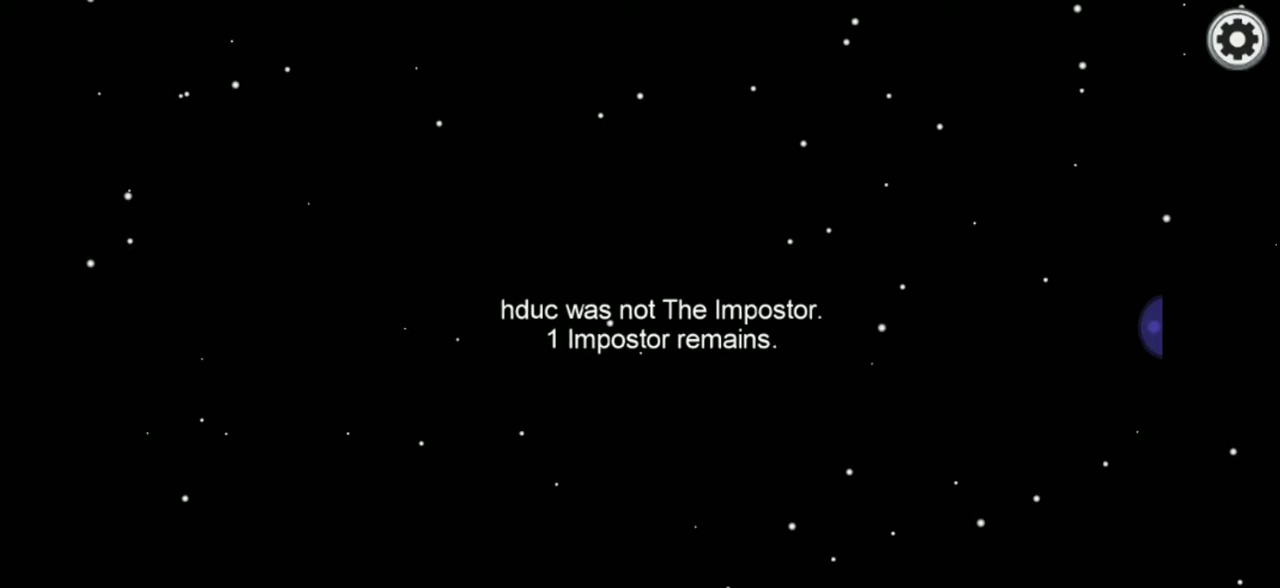 hduc was not The Impostor.
1 Impostor remains.